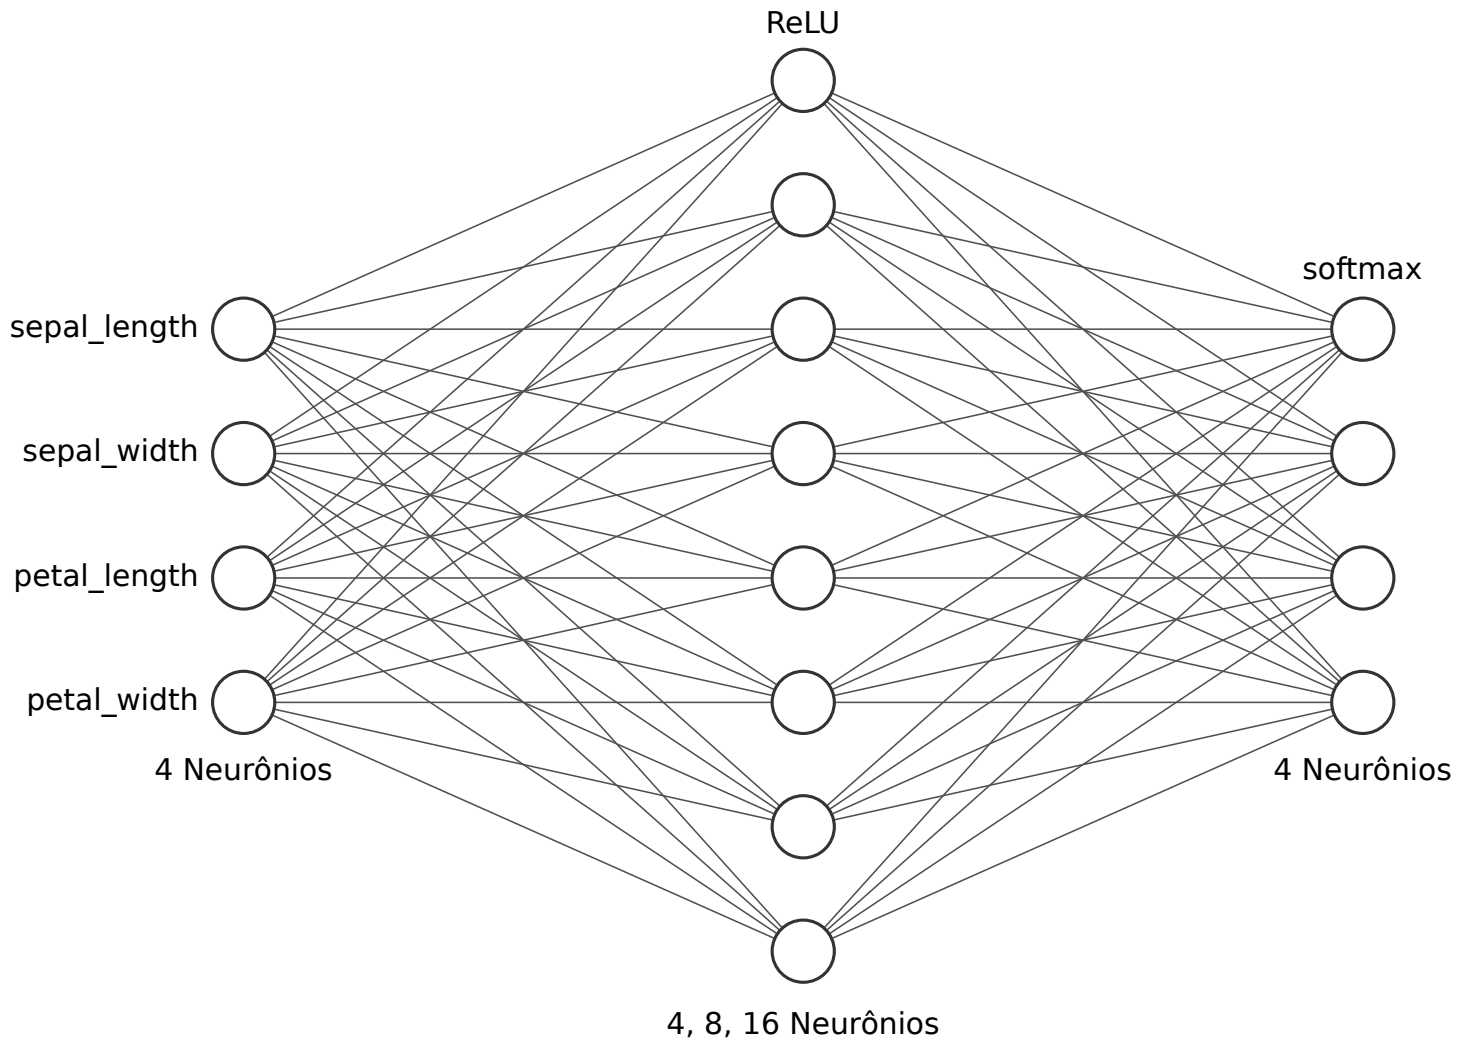 ReLU
softmax
sepal_length
sepal_width
petal_length
petal_width
4 Neurônios
4 Neurônios
4, 8, 16 Neurônios